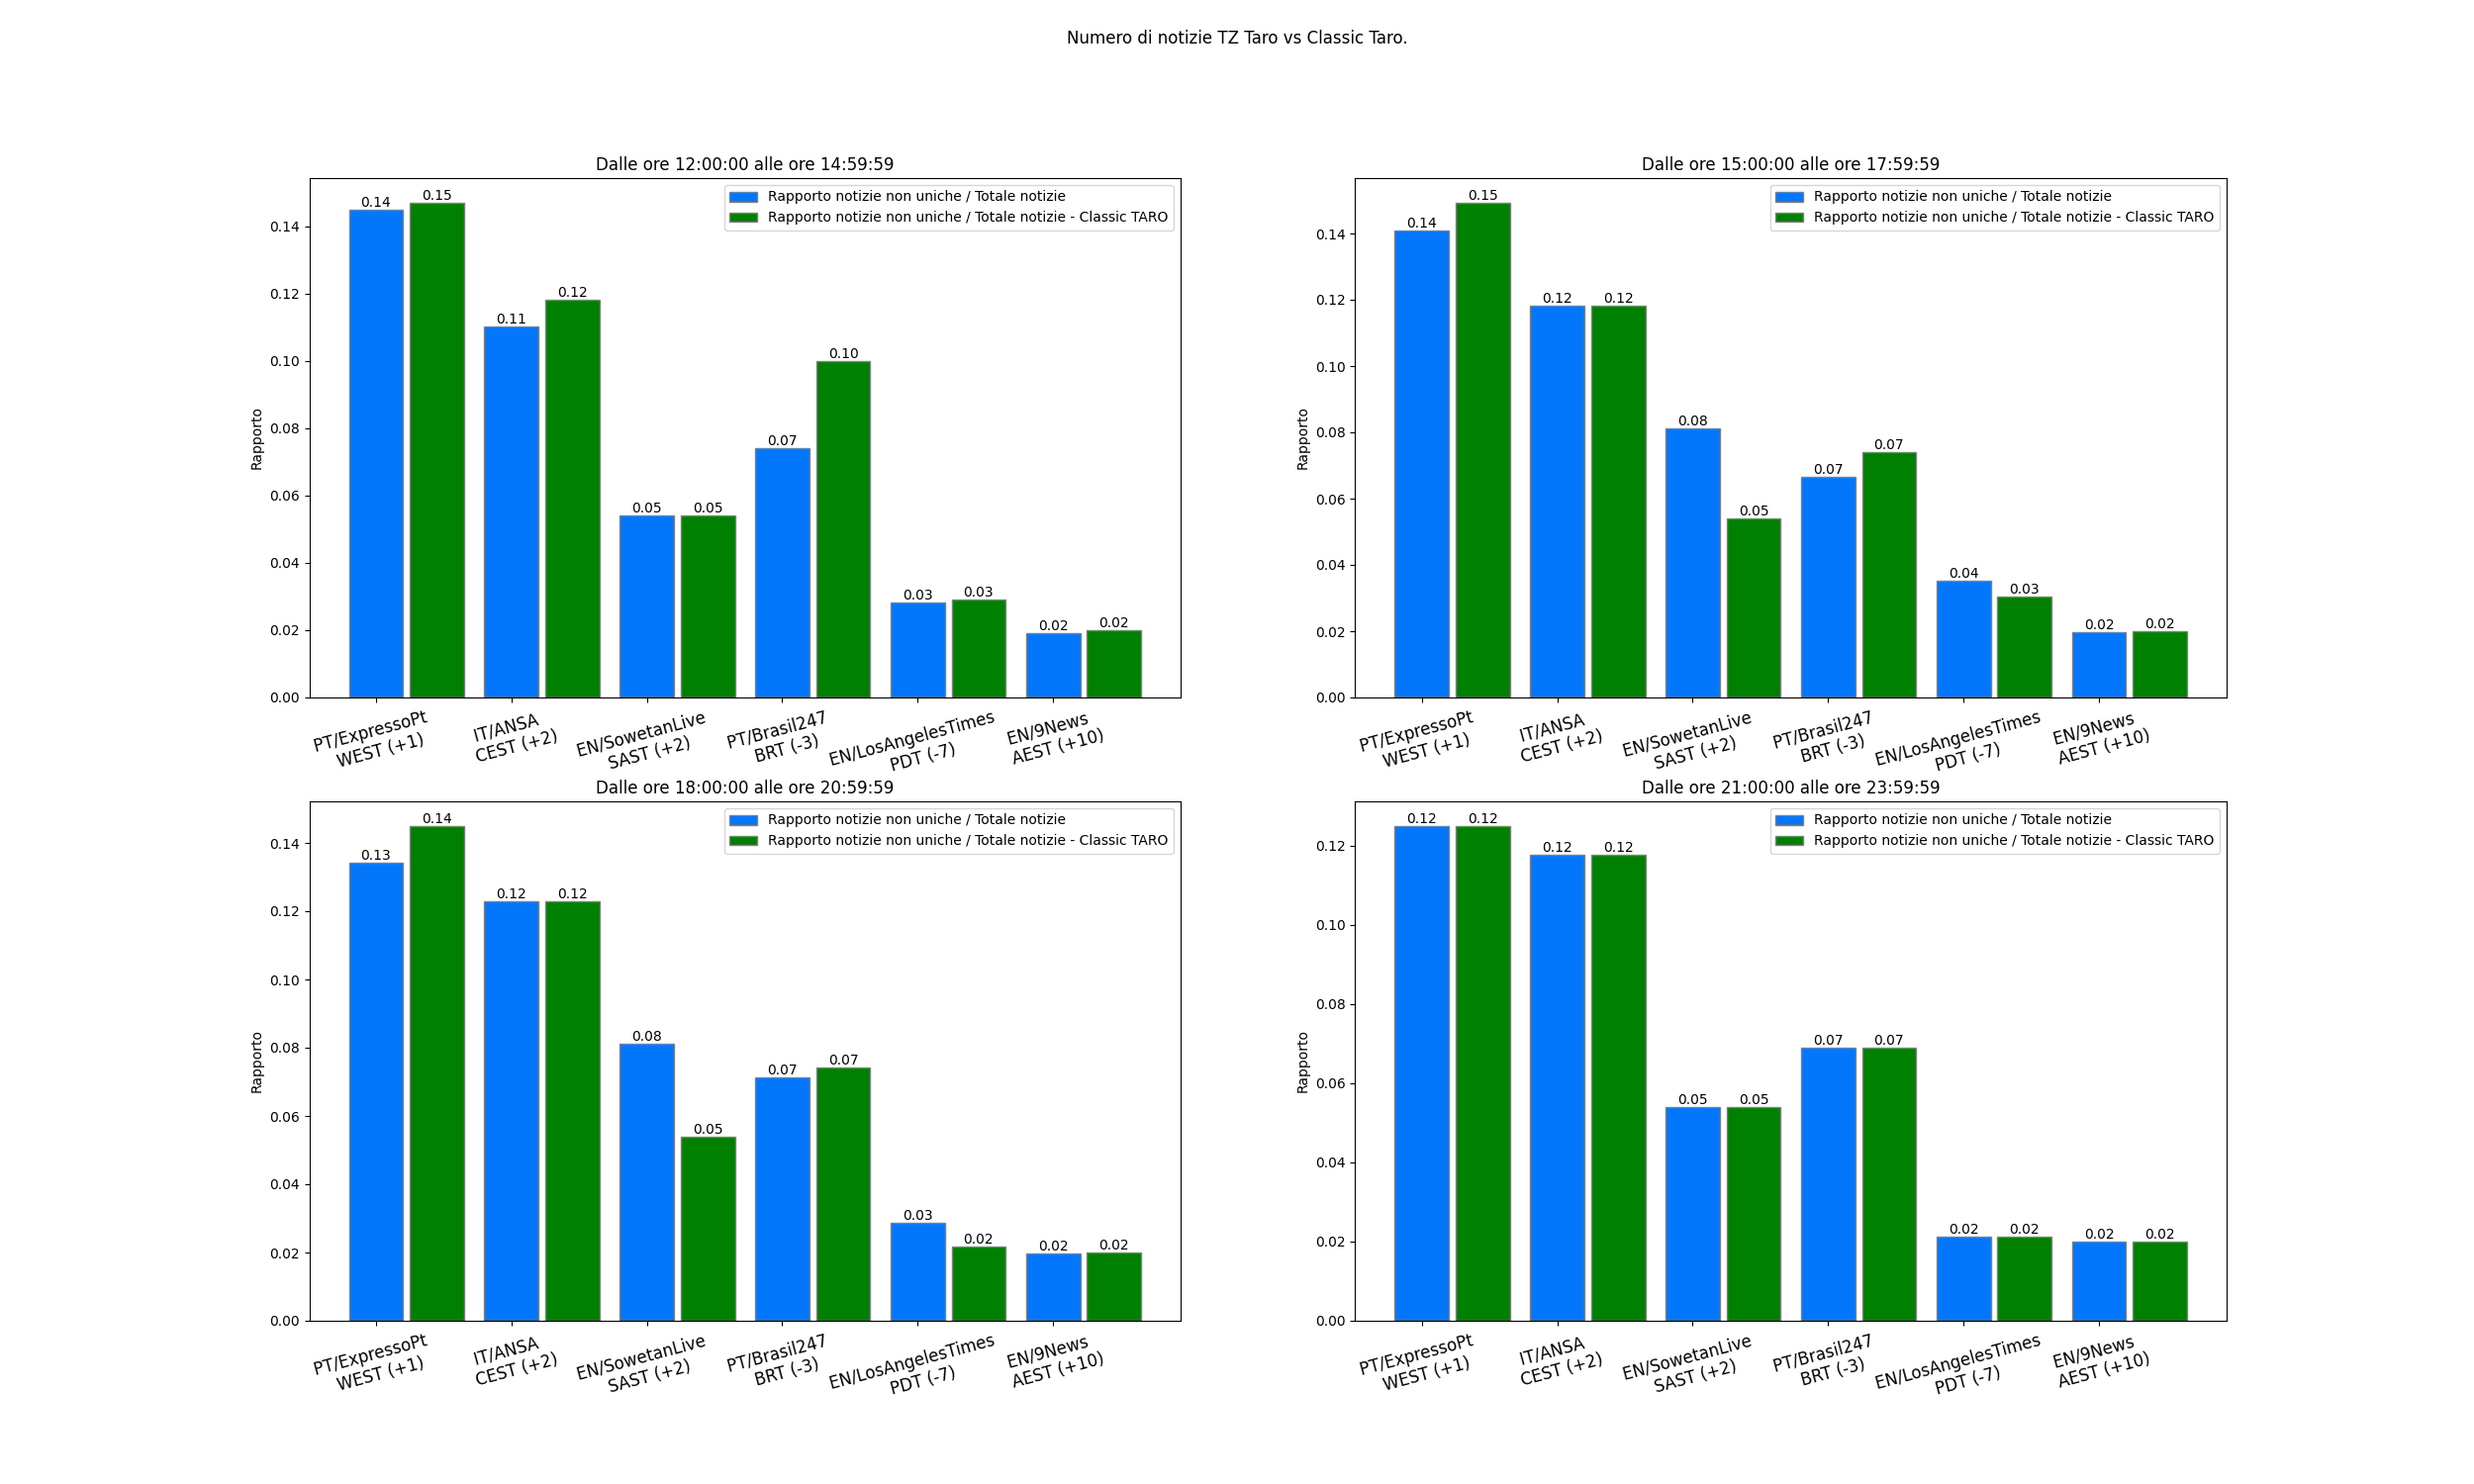 Numero di notizie TZ Taro vs Classic Taro.
Dalle ore 12:00:00 alle ore 14:59:59
Rapporto notizie non uniche / Totale notizie
Rapporto notizie non uniche / Totale notizie - Classic TARO
Rapporto
0.14
0.12
0.10
0.08
0.06
0.04
0.02
0.00
0.14
0.15
0.11
0.12
0.05
0.05
0.07
0.10
0.03
0.03
0.02
0.02
PT/ExpressoPt
WEST (+1)
IT/ANSA
CEST (+2)
EN/SowetanLive
SAST (+2)
PT/Brasil247
BRT (-3)
EN/LosAngelesTimes
PDT (-7)
EN/9News
AEST (+10)
Dalle ore 15:00:00 alle ore 17:59:59
Rapporto notizie non uniche / Totale notizie
Rapporto notizie non uniche / Totale notizie - Classic TARO
Rapporto
0.14
0.12
0.10
0.08
0.06
0.04
0.02
0.00
0.14
0.15
0.12
0.12
0.08
0.05
0.07
0.07
0.04
0.03
0.02
0.02
PT/ExpressoPt
WEST (+1)
IT/ANSA
CEST (+2)
EN/SowetanLive
SAST (+2)
PT/Brasil247
BRT (-3)
EN/LosAngelesTimes
PDT (-7)
EN/9News
AEST (+10)
Dalle ore 18:00:00 alle ore 20:59:59
Rapporto notizie non uniche / Totale notizie
Rapporto notizie non uniche / Totale notizie - Classic TARO
Rapporto
0.14
0.12
0.10
0.08
0.06
0.04
0.02
0.00
0.13
0.14
0.12
0.12
0.08
0.05
0.07
0.07
0.03
0.02
0.02
0.02
PT/ExpressoPt
WEST (+1)
IT/ANSA
CEST (+2)
EN/SowetanLive
SAST (+2)
PT/Brasil247
BRT (-3)
EN/LosAngelesTimes
PDT (-7)
EN/9News
AEST (+10)
Dalle ore 21:00:00 alle ore 23:59:59
Rapporto notizie non uniche / Totale notizie
Rapporto notizie non uniche / Totale notizie - Classic TARO
Rapporto
0.12
0.10
0.08
0.06
0.04
0.02
0.00
0.12
0.12
0.12
0.12
0.05
0.05
0.07
0.07
0.02
0.02
0.02
0.02
PT/ExpressoPt
WEST (+1)
IT/ANSA
CEST (+2)
EN/SowetanLive
SAST (+2)
PT/Brasil247
BRT (-3)
EN/LosAngelesTimes
PDT (-7)
EN/9News
AEST (+10)